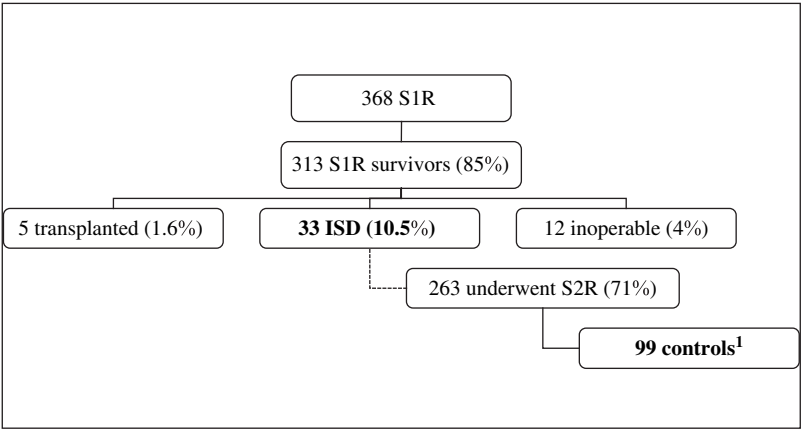 368 S1R
313 S1R survivors (85%)
5 transplanted (1.6%)
33 ISD (10.5%)
12 inoperable (4%)
263 underwent S2R (71%)
99 controls¹